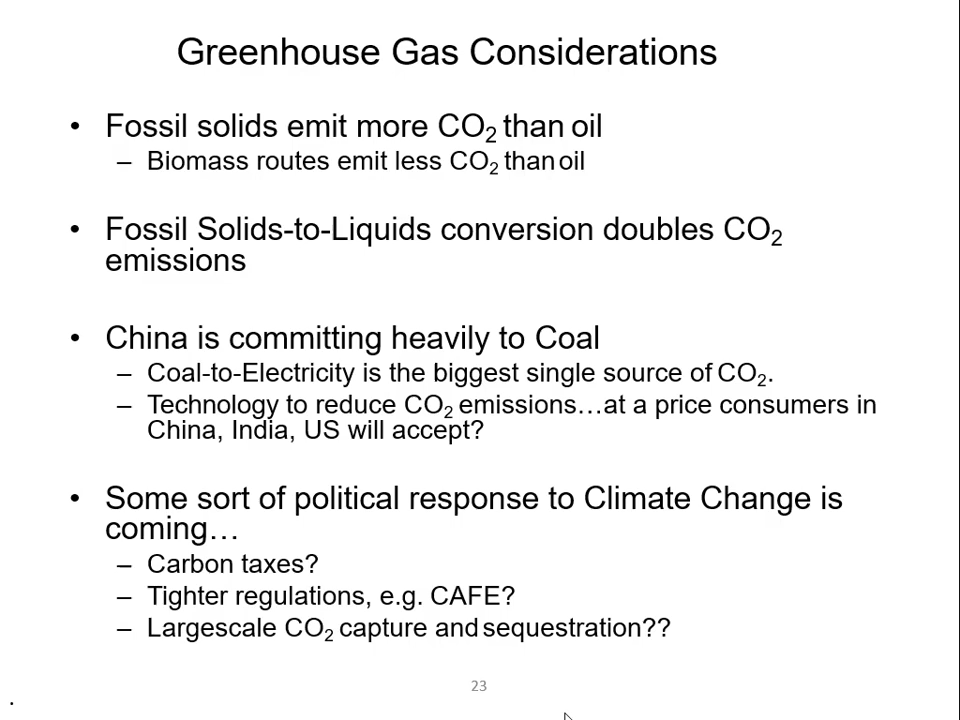 Greenhouse Gas Considerations
• Fossil solids emit more CO₂ than oil
– Biomass routes emit less CO₂ than oil
• Fossil Solids-to-Liquids conversion doubles CO₂
emissions
• China is committing heavily to Coal
– Coal-to-Electricity is the biggest single source of CO₂.
– Technology to reduce CO₂ emissions…at a price consumers in
China, India, US will accept?
• Some sort of political response to Climate Change is
coming…
– Carbon taxes?
– Tighter regulations, e.g. CAFE?
– Largescale CO₂ capture and sequestration??
23
.